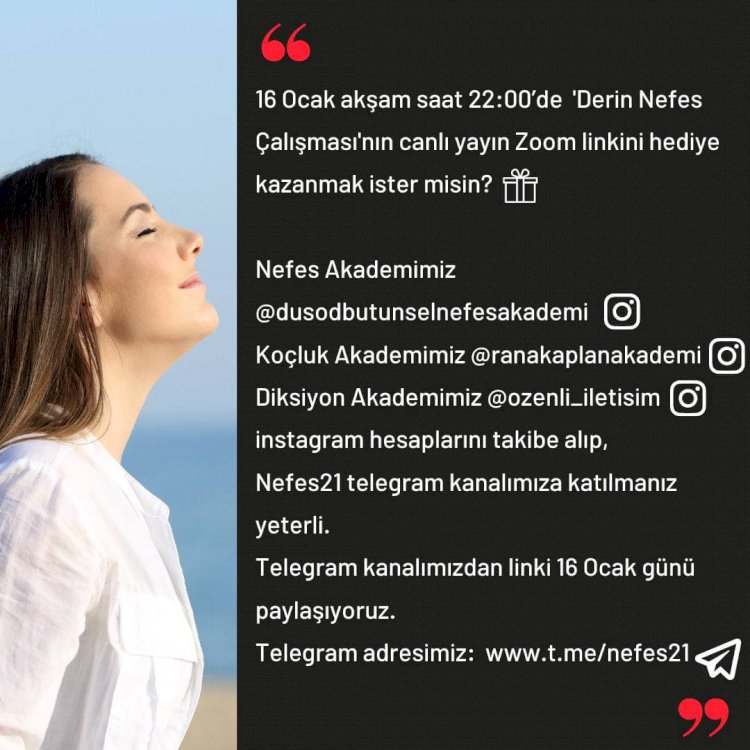 16 Ocak akşam saat 22:00’de 'Derin Nefes
Çalışması'nın canlı yayın Zoom linkini hediye
kazanmak ister misin?
Nefes Akademimiz
@dusodbutunselnefesakademi
Koçluk Akademimiz @ranakaplanakademi
Diksiyon Akademimiz @ozenli_iletisim
instagram hesaplarını takibe alıp,
Nefes21 telegram kanalımıza katılmanız
yeterli.
Telegram kanalımızdan linki 16 Ocak günü
paylaşıyoruz.
Telegram adresimiz: www.t.me/nefes21